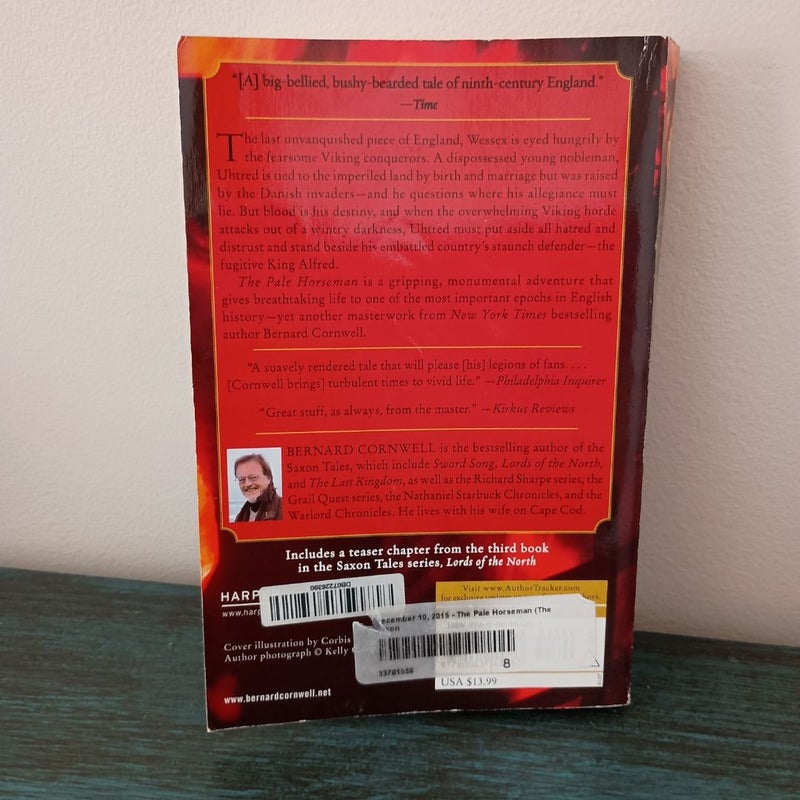 “[A] big-bellied, bushy-bearded tale of ninth-century England.”
—Time
The last unvanquished piece of England, Wessex is eyed hungrily by
the fearsome Viking conquerors. A dispossessed young nobleman,
Uhtred is tied to the imperiled land by birth and marriage but was raised
by the Danish invaders—and he questions where his allegiance must
lie. But blood is his destiny, and when the overwhelming Viking horde
attacks out of a wintry darkness, Uhtred must put aside all hatred and
distrust and stand beside his embattled country’s staunch defender—the
fugitive King Alfred.
The Pale Horseman is a gripping, monumental adventure that
gives breathtaking life to one of the most important epochs in English
history—yet another masterwork from New York Times bestselling
author Bernard Cornwell.
“A suavely rendered tale that will please [his] legions of fans. . . .
[Cornwell brings] turbulent times to vivid life.” —Philadelphia Inquirer
“Great stuff, as always, from the master.” —Kirkus Reviews
BERNARD CORNWELL is the bestselling author of the
Saxon Tales, which include Sword Song, Lords of the North,
and The Last Kingdom, as well as the Richard Sharpe series, the
Grail Quest series, the Nathaniel Starbuck Chronicles, and the
Warlord Chronicles. He lives with his wife on Cape Cod.
Includes a teaser chapter from the third book
in the Saxon Tales series, Lords of the North
HARP
www.harp
DB07226390
Visit www.AuthorTracker.com
for exclusive updates
ecember 10, 2015 - The Pale Horseman (The
xon
Cover illustration by Corbis
Author photograph © Kelly
33701556
8
USA $13.99
www.bernardcornwell.net